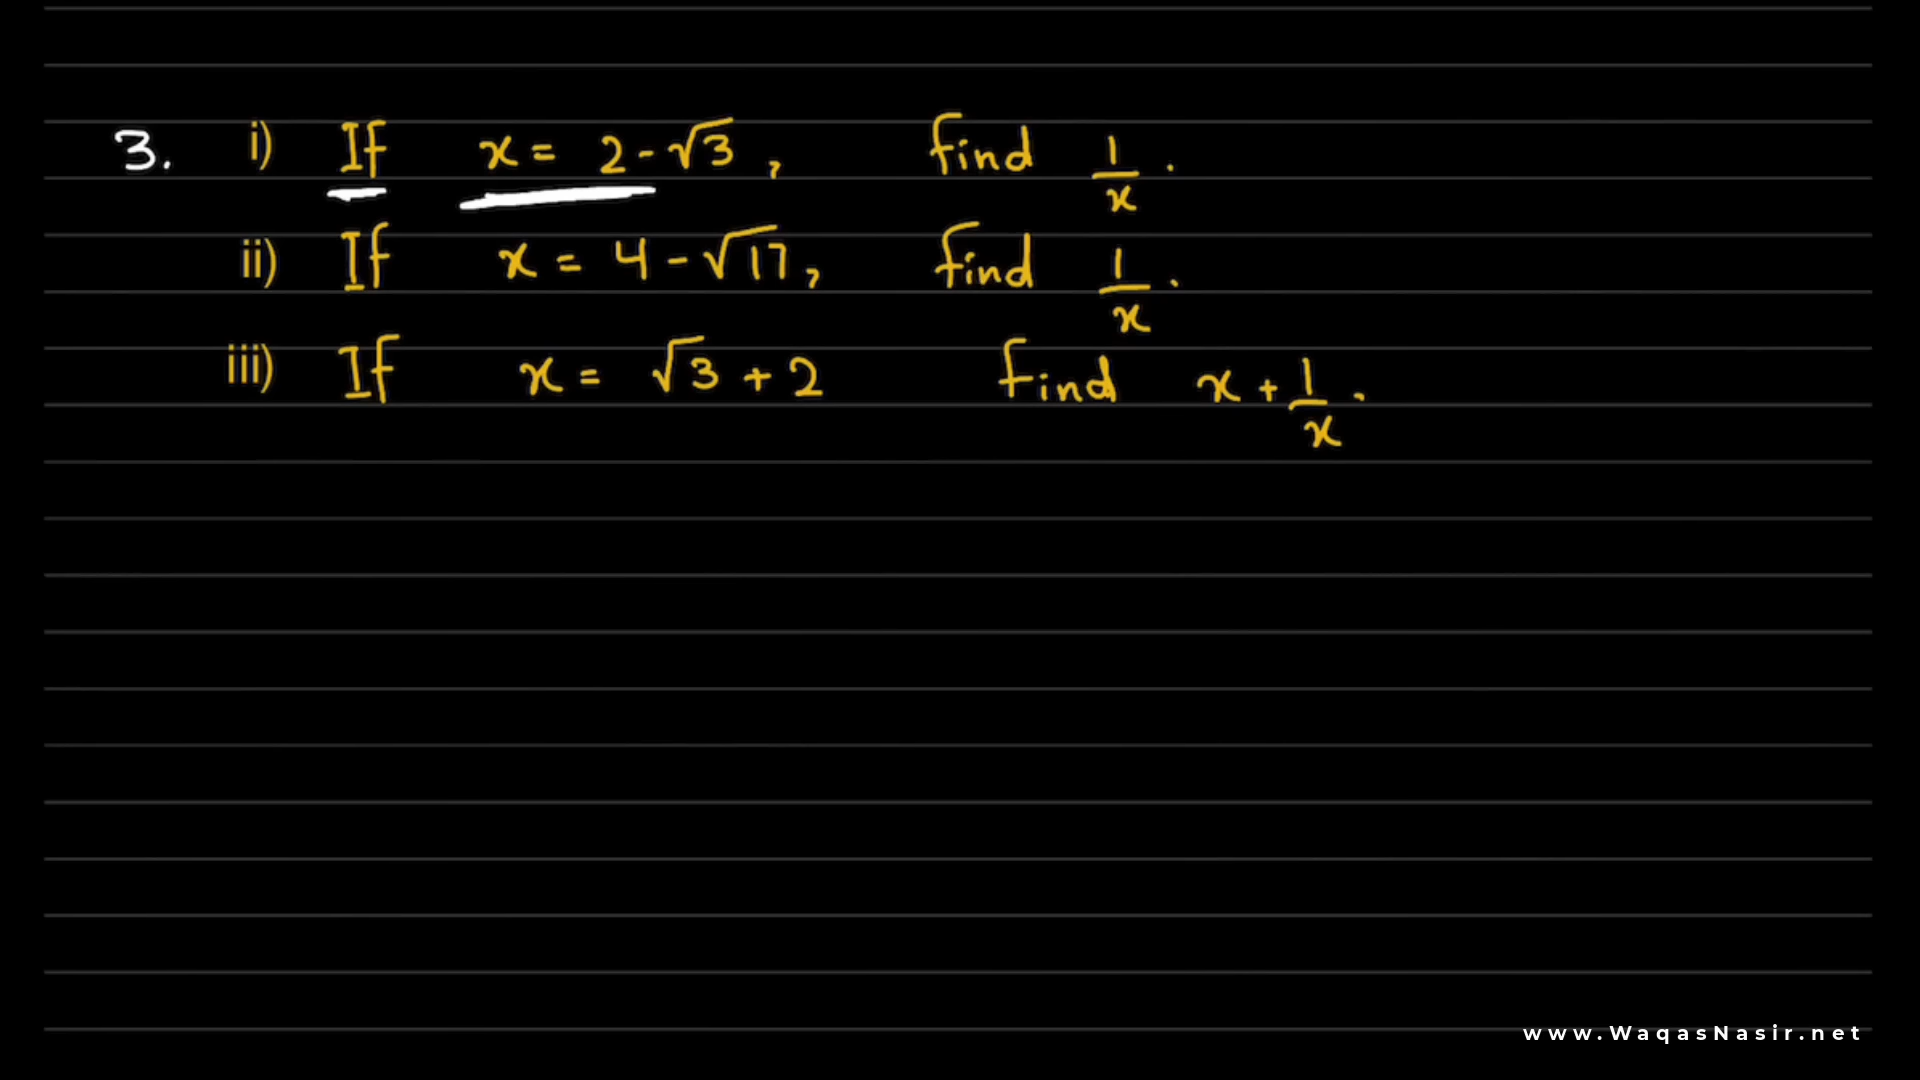 3. i) If x = 2-√3, find 1/x.
ii) If x = 4-√17, find 1/x.
iii) If x = √3 + 2 find x + 1/x.
www.WaqasNasir.net